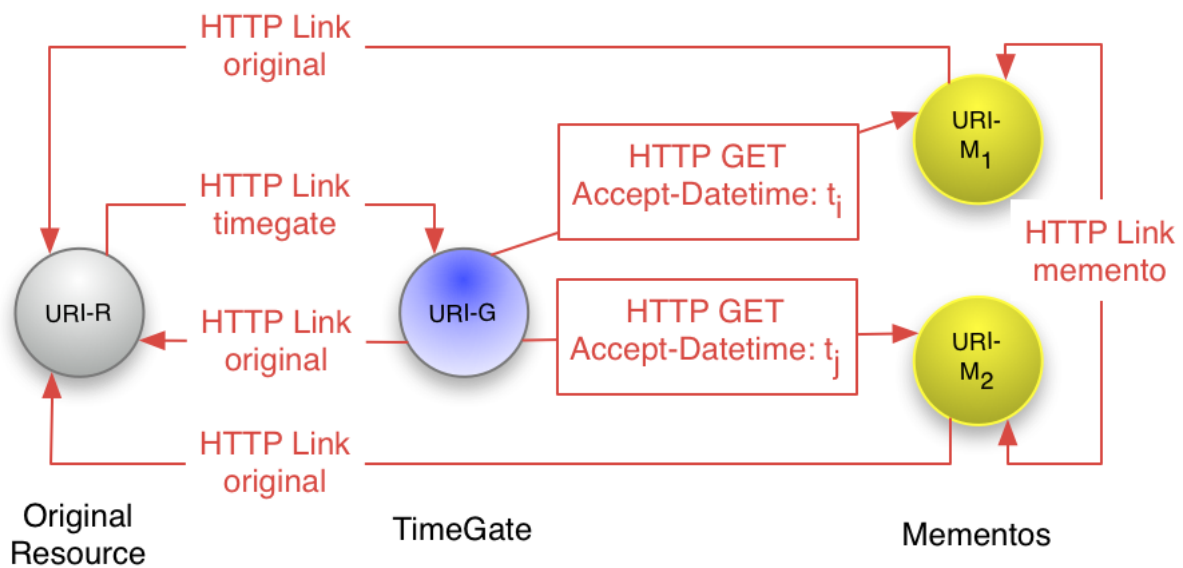 HTTP Link
original
URI-
M1
HTTP GET
Accept-Datetime: ti
HTTP Link
timegate
HTTP Link
memento
URI-R
URI-G
HTTP Link
original
HTTP GET
Accept-Datetime: tj
URI-
M2
HTTP Link
original
Original
Resource
TimeGate
Mementos